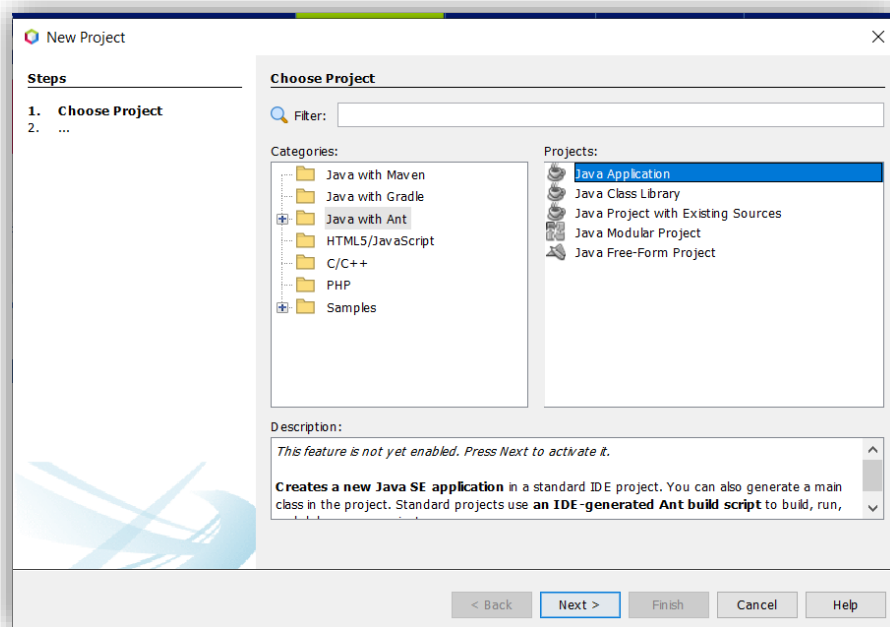 New Project
Steps
1. Choose Project
2. ...
Choose Project
Filter:
Categories:
Java with Maven
Java with Gradle
Java with Ant
HTML5/JavaScript
C/C++
PHP
Samples
Projects:
Java Application
Java Class Library
Java Project with Existing Sources
Java Modular Project
Java Free-Form Project
Description:
This feature is not yet enabled. Press Next to activate it.
Creates a new Java SE application in a standard IDE project. You can also generate a main
class in the project. Standard projects use an IDE-generated Ant build script to build, run,
< Back
Next >
Finish
Cancel
Help